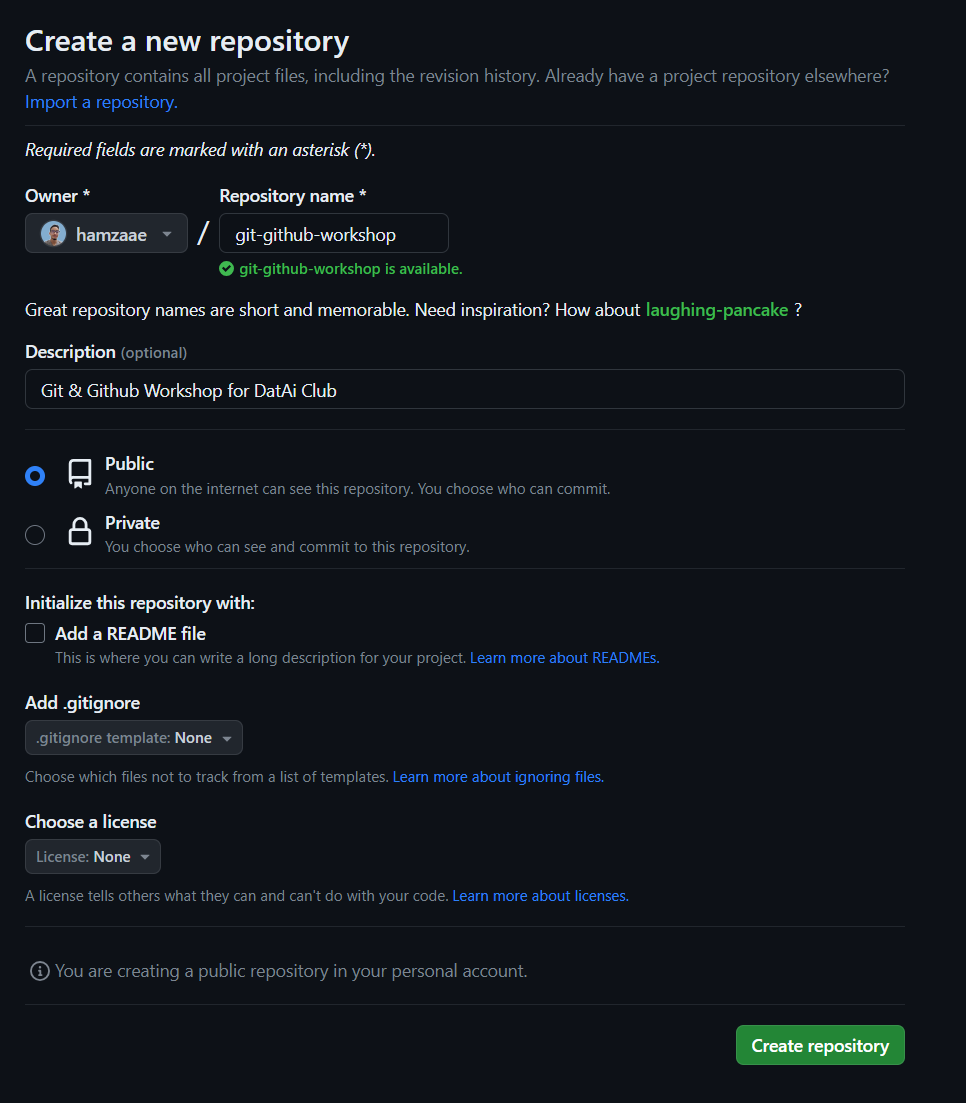 Create a new repository
A repository contains all project files, including the revision history. Already have a project repository elsewhere?
Import a repository.
Required fields are marked with an asterisk (*).
Owner * Repository name *
hamzaae / git-github-workshop
git-github-workshop is available.
Great repository names are short and memorable. Need inspiration? How about laughing-pancake ?
Description (optional)
Git & Github Workshop for DatAi Club
Public
Anyone on the internet can see this repository. You choose who can commit.
Private
You choose who can see and commit to this repository.
Initialize this repository with:
Add a README file
This is where you can write a long description for your project. Learn more about READMEs.
Add .gitignore
.gitignore template: None
Choose which files not to track from a list of templates. Learn more about ignoring files.
Choose a license
License: None
A license tells others what they can and can't do with your code. Learn more about licenses.
You are creating a public repository in your personal account.
Create repository